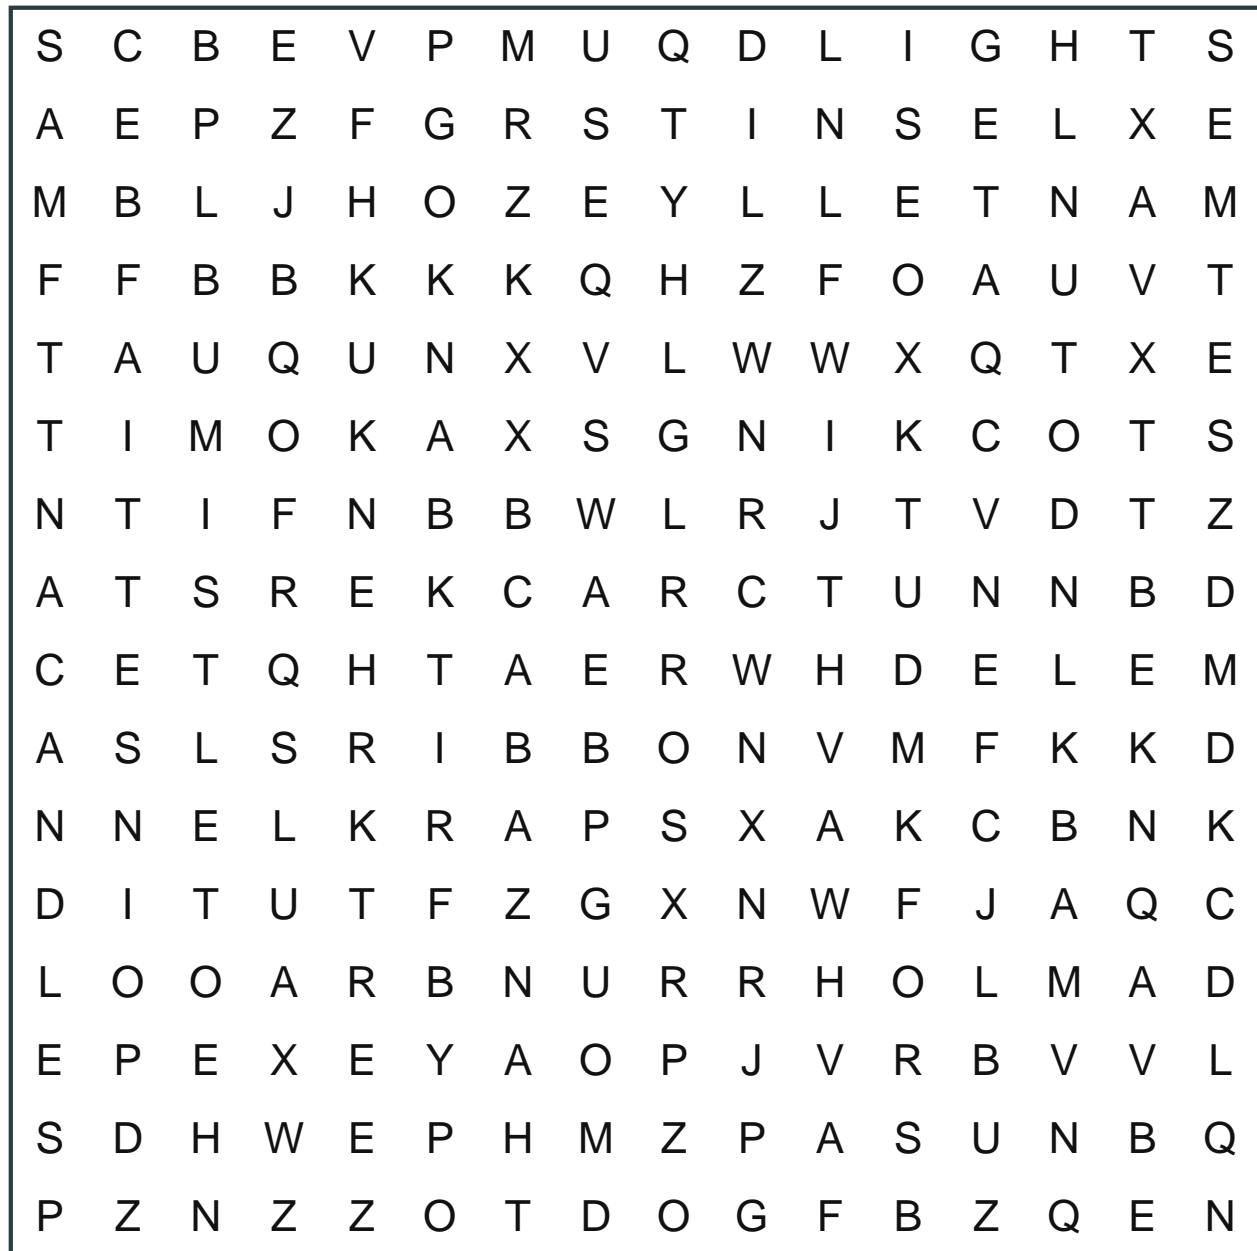 S C B E V P M U Q D L I G H T S
A E P Z F G R S T I N S E L X E
M B L J H O Z E Y L L E T N A M
F F B B K K K Q H Z F O A U V T
T A U Q U N X V L W W X Q T X E
T I M O K A X S G N I K C O T S
N T I F N B B W L R J T V D T Z
A T S R E K C A R C T U N N B D
C E T Q H T A E R W H D E L E M
A S L S R I B B O N V M F K K D
N N E L K R A P S X A K C B N K
D I T U T F Z G X N W F J A Q C
L O O A R B N U R R H O L M A D
E P E X E Y A O P J V R B V V L
S D H W E P H M Z P A S U N B Q
P Z N Z Z O T D O G F B Z Q E N